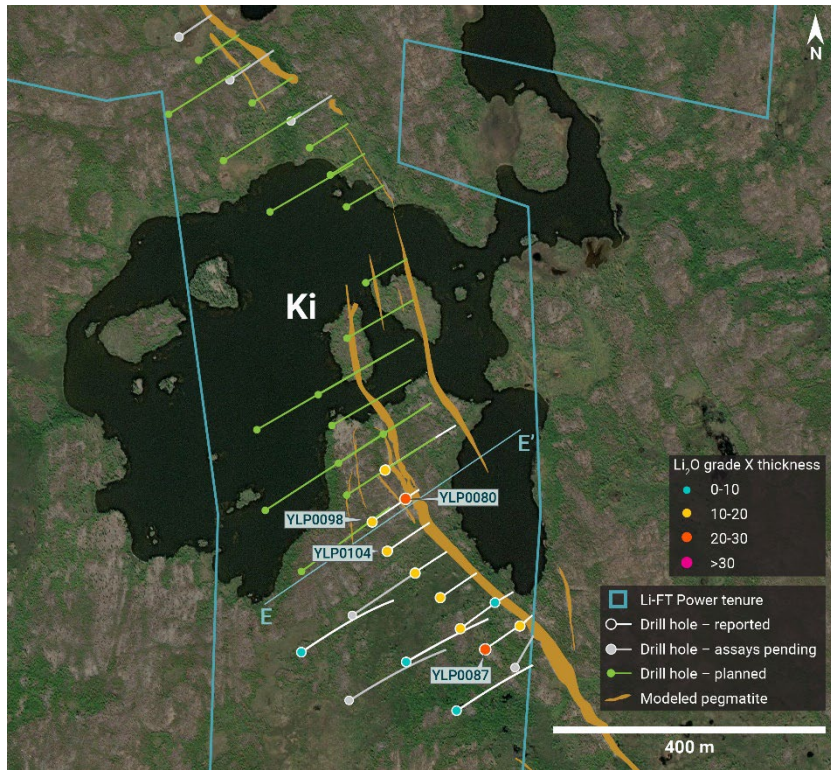 N
Ki
E'
YLP0080
YLP0098
YLP0104
E
YLP0087
Li₂O grade X thickness
0-10
10-20
20-30
>30
Li-FT Power tenure
Drill hole – reported
Drill hole – assays pending
Drill hole – planned
Modeled pegmatite
400 m